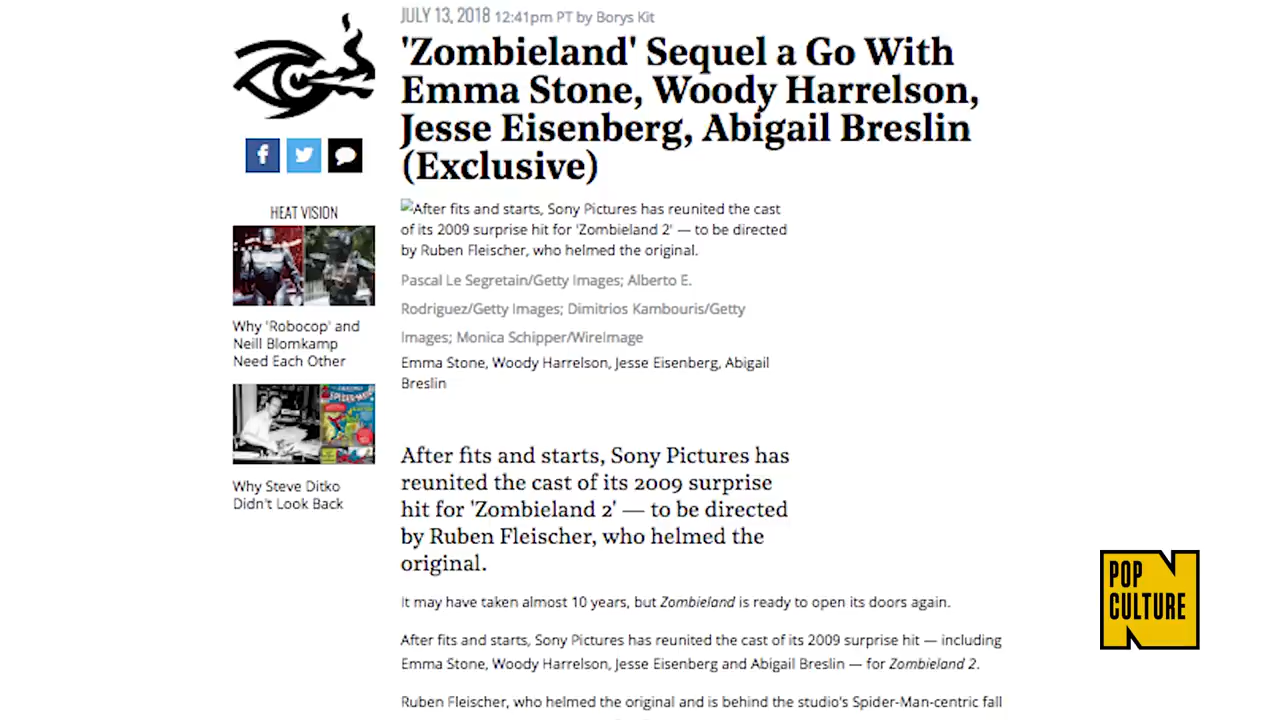 JULY 13, 2018 12:41pm PT by Borys Kit
'Zombieland' Sequel a Go With
Emma Stone, Woody Harrelson,
Jesse Eisenberg, Abigail Breslin
(Exclusive)
HEAT VISION
Why 'Robocop' and
Neill Blomkamp
Need Each Other
SPIDER-MAN
Why Steve Ditko
Didn't Look Back
After fits and starts, Sony Pictures has reunited the cast
of its 2009 surprise hit for 'Zombieland 2' — to be directed
by Ruben Fleischer, who helmed the original.
Pascal Le Segretain/Getty Images; Alberto E.
Rodriguez/Getty Images; Dimitrios Kambouris/Getty
Images; Monica Schipper/WireImage
Emma Stone, Woody Harrelson, Jesse Eisenberg, Abigail
Breslin
After fits and starts, Sony Pictures has
reunited the cast of its 2009 surprise
hit for 'Zombieland 2' — to be directed
by Ruben Fleischer, who helmed the
original.
It may have taken almost 10 years, but Zombieland is ready to open its doors again.
After fits and starts, Sony Pictures has reunited the cast of its 2009 surprise hit — including
Emma Stone, Woody Harrelson, Jesse Eisenberg and Abigail Breslin — for Zombieland 2.
Ruben Fleischer, who helmed the original and is behind the studio's Spider-Man-centric fall
POP
CULTURE